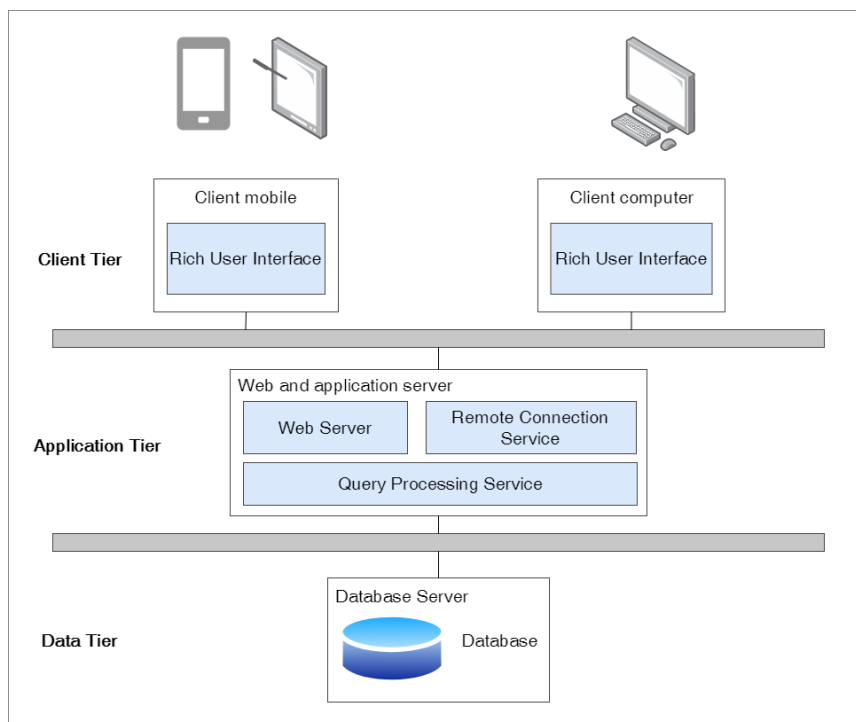 Client mobile
Client computer
Rich User Interface
Rich User Interface
Client Tier
Web and application server
Web Server
Remote Connection
Service
Application Tier
Query Processing Service
Database Server
Data Tier
Database